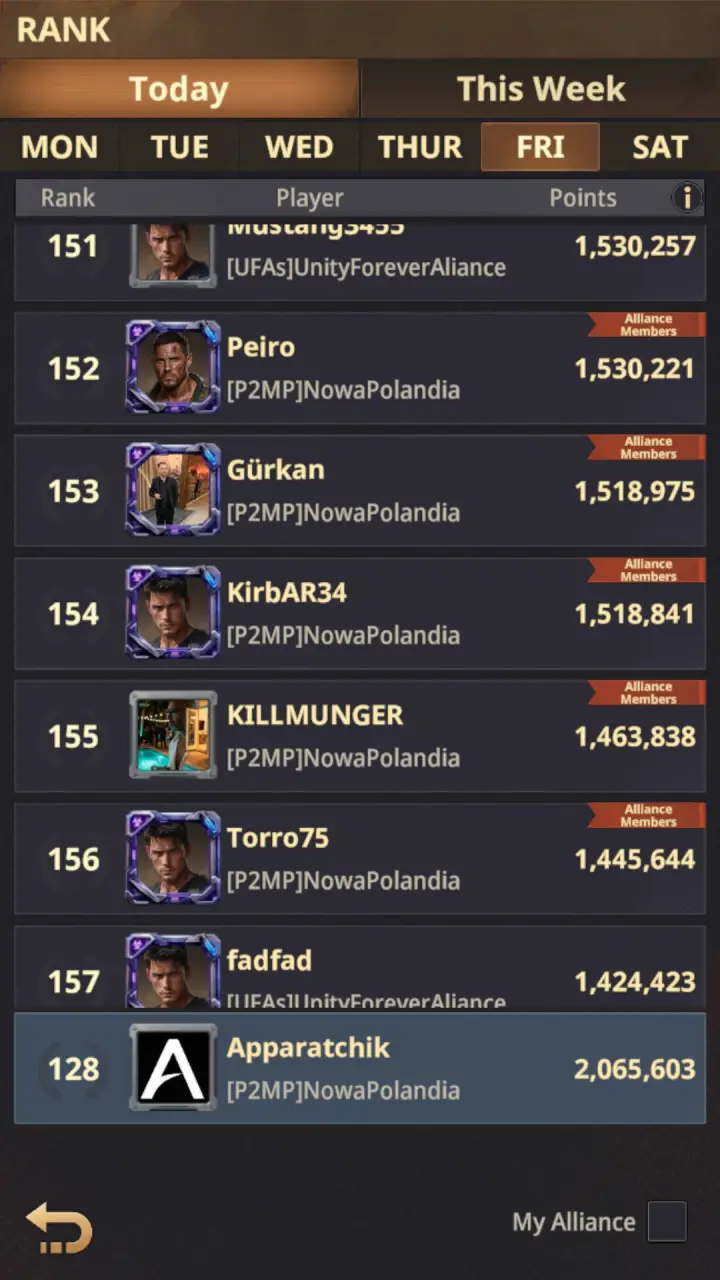 RANK
Today
This Week
MON
TUE
WED
THUR
FRI
SAT
Rank
Player
Points
151
Mustang3455
[UFAs]UnityForeverAlliance
1,530,257
Alliance
Members
152
Peiro
[P2MP]NowaPolandia
1,530,221
Alliance
Members
153
Gürkan
[P2MP]NowaPolandia
1,518,975
Alliance
Members
154
KirbAR34
[P2MP]NowaPolandia
1,518,841
Alliance
Members
155
KILLMUNGER
[P2MP]NowaPolandia
1,463,838
Alliance
Members
156
Torro75
[P2MP]NowaPolandia
1,445,644
157
fadfad
[UFAs]UnityForeverAlliance
1,424,423
128
Apparatchik
[P2MP]NowaPolandia
2,065,603
My Alliance